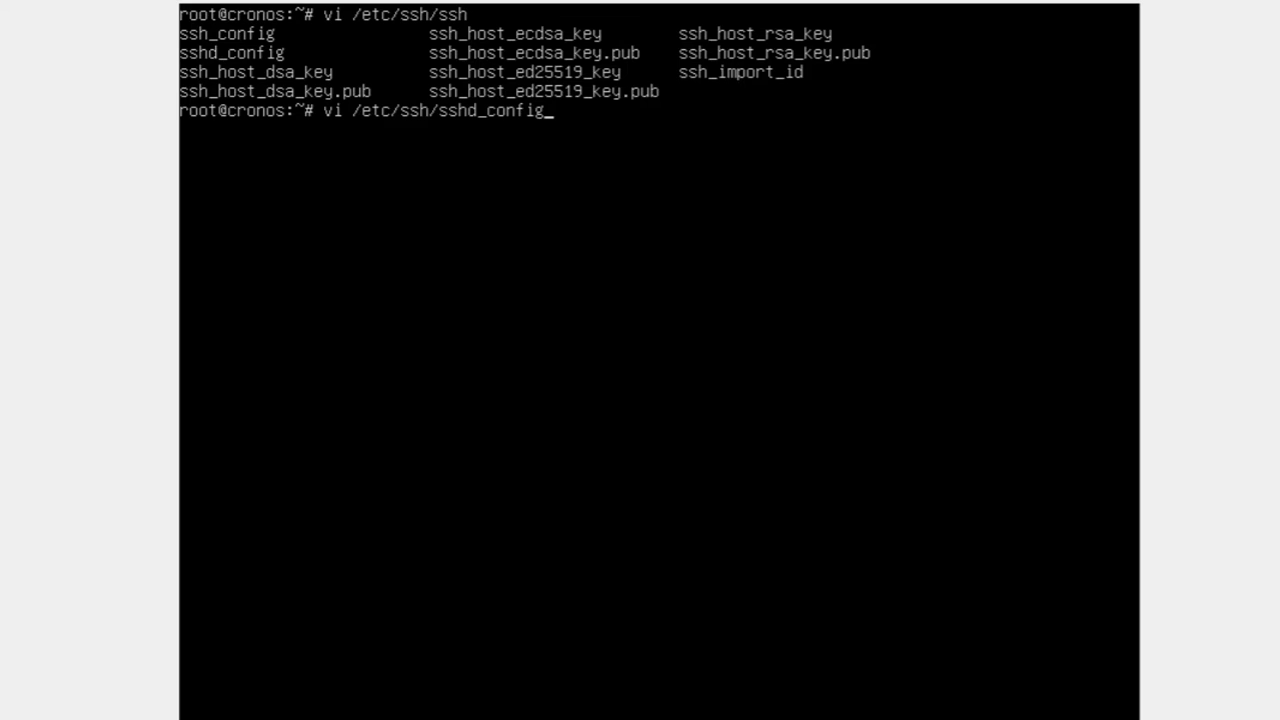 root@cronos:~# vi /etc/ssh/ssh
ssh_config ssh_host_ecdsa_key ssh_host_rsa_key
sshd_config ssh_host_ecdsa_key.pub ssh_host_rsa_key.pub
ssh_host_dsa_key ssh_host_ed25519_key ssh_import_id
ssh_host_dsa_key.pub ssh_host_ed25519_key.pub
root@cronos:~# vi /etc/ssh/sshd_config_